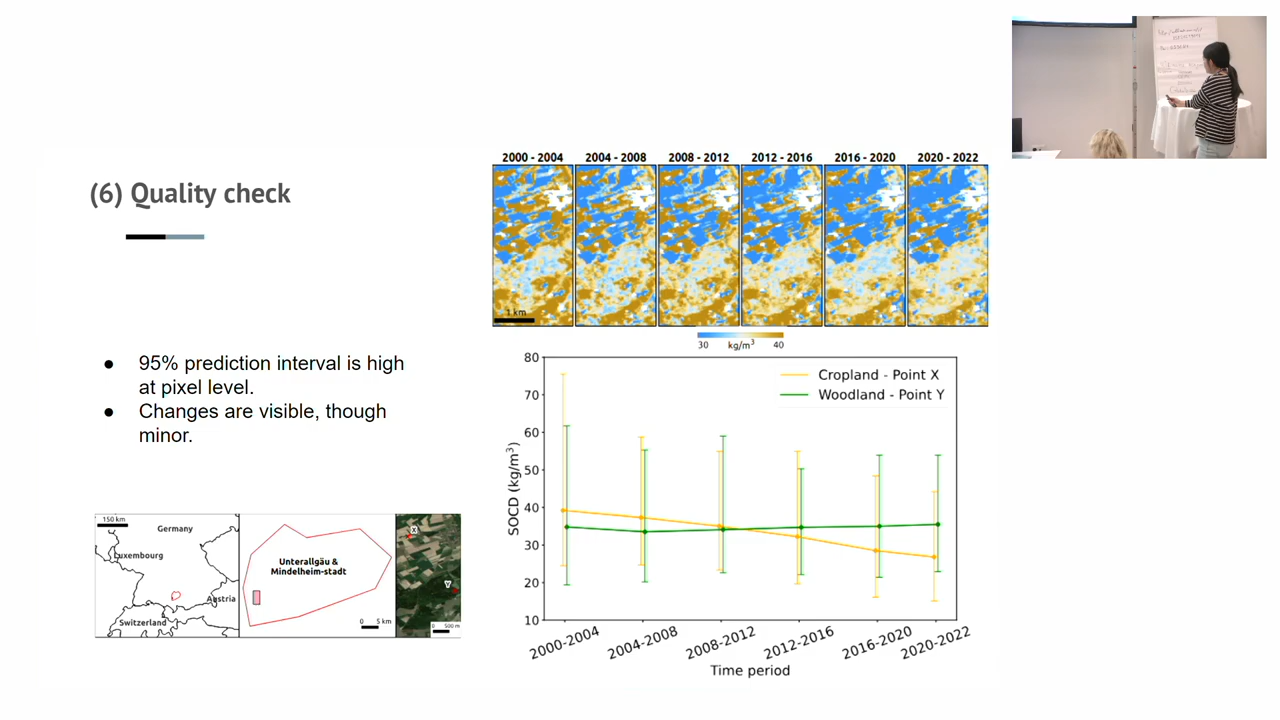 (6) Quality check
● 95% prediction interval is high
at pixel level.
● Changes are visible, though
minor.
2000 - 2004 2004 - 2008 2008 - 2012 2012 - 2016 2016 - 2020 2020 - 2022
1 km
30 kg/m³ 40
80
70
60
50
40
30
20
10
SOCD (kg/m³)
Cropland - Point X
Woodland - Point Y
2000-2004 2004-2008 2008-2012 2012-2016 2016-2020 2020-2022
Time period
150 km
Germany
Luxembourg
Austria
Switzerland
Unterallgäu &
Mindelheim-stadt
0 5 km
X
Y
0 500 m